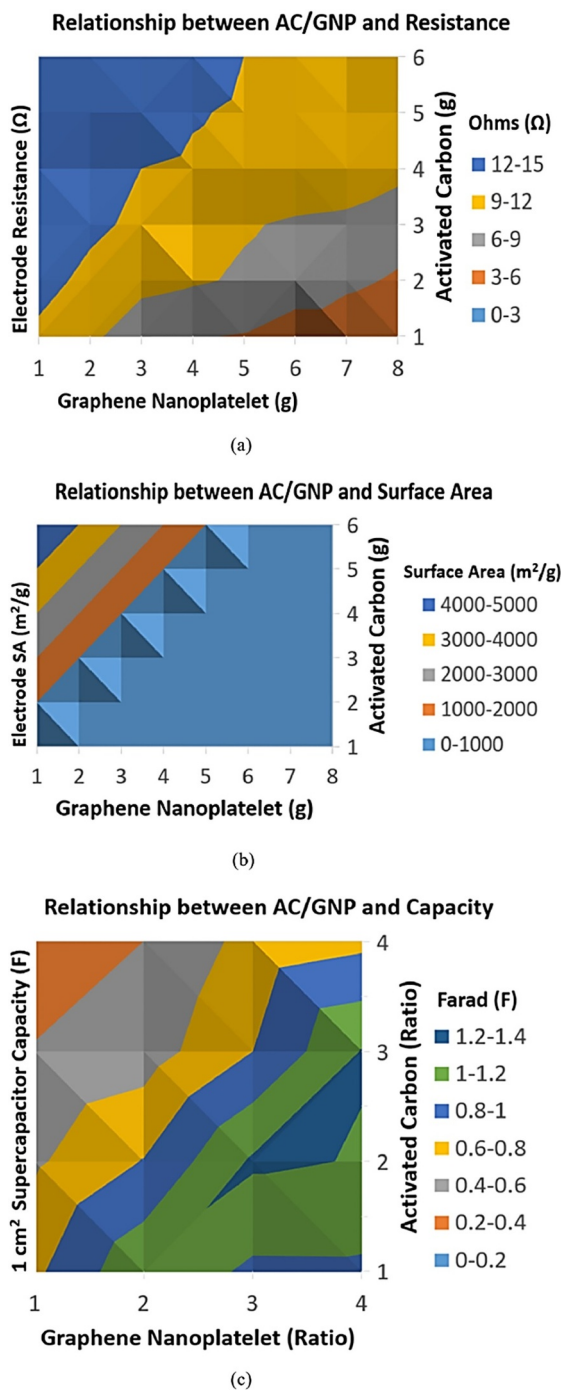 Relationship between AC/GNP and Resistance
Electrode Resistance (Ω)
6
5
4
3
2
1
Activated Carbon (g)
Ohms (Ω)
12-15
9-12
6-9
3-6
0-3
1 2 3 4 5 6 7 8
Graphene Nanoplatelet (g)
(a)
Relationship between AC/GNP and Surface Area
Electrode SA (m²/g)
6
5
4
3
2
1
Activated Carbon (g)
Surface Area (m²/g)
4000-5000
3000-4000
2000-3000
1000-2000
0-1000
1 2 3 4 5 6 7 8
Graphene Nanoplatelet (g)
(b)
Relationship between AC/GNP and Capacity
1 cm² Supercapacitor Capacity (F)
4
3
2
1
Activated Carbon (Ratio)
Farad (F)
1.2-1.4
1-1.2
0.8-1
0.6-0.8
0.4-0.6
0.2-0.4
0-0.2
1 2 3 4
Graphene Nanoplatelet (Ratio)
(c)